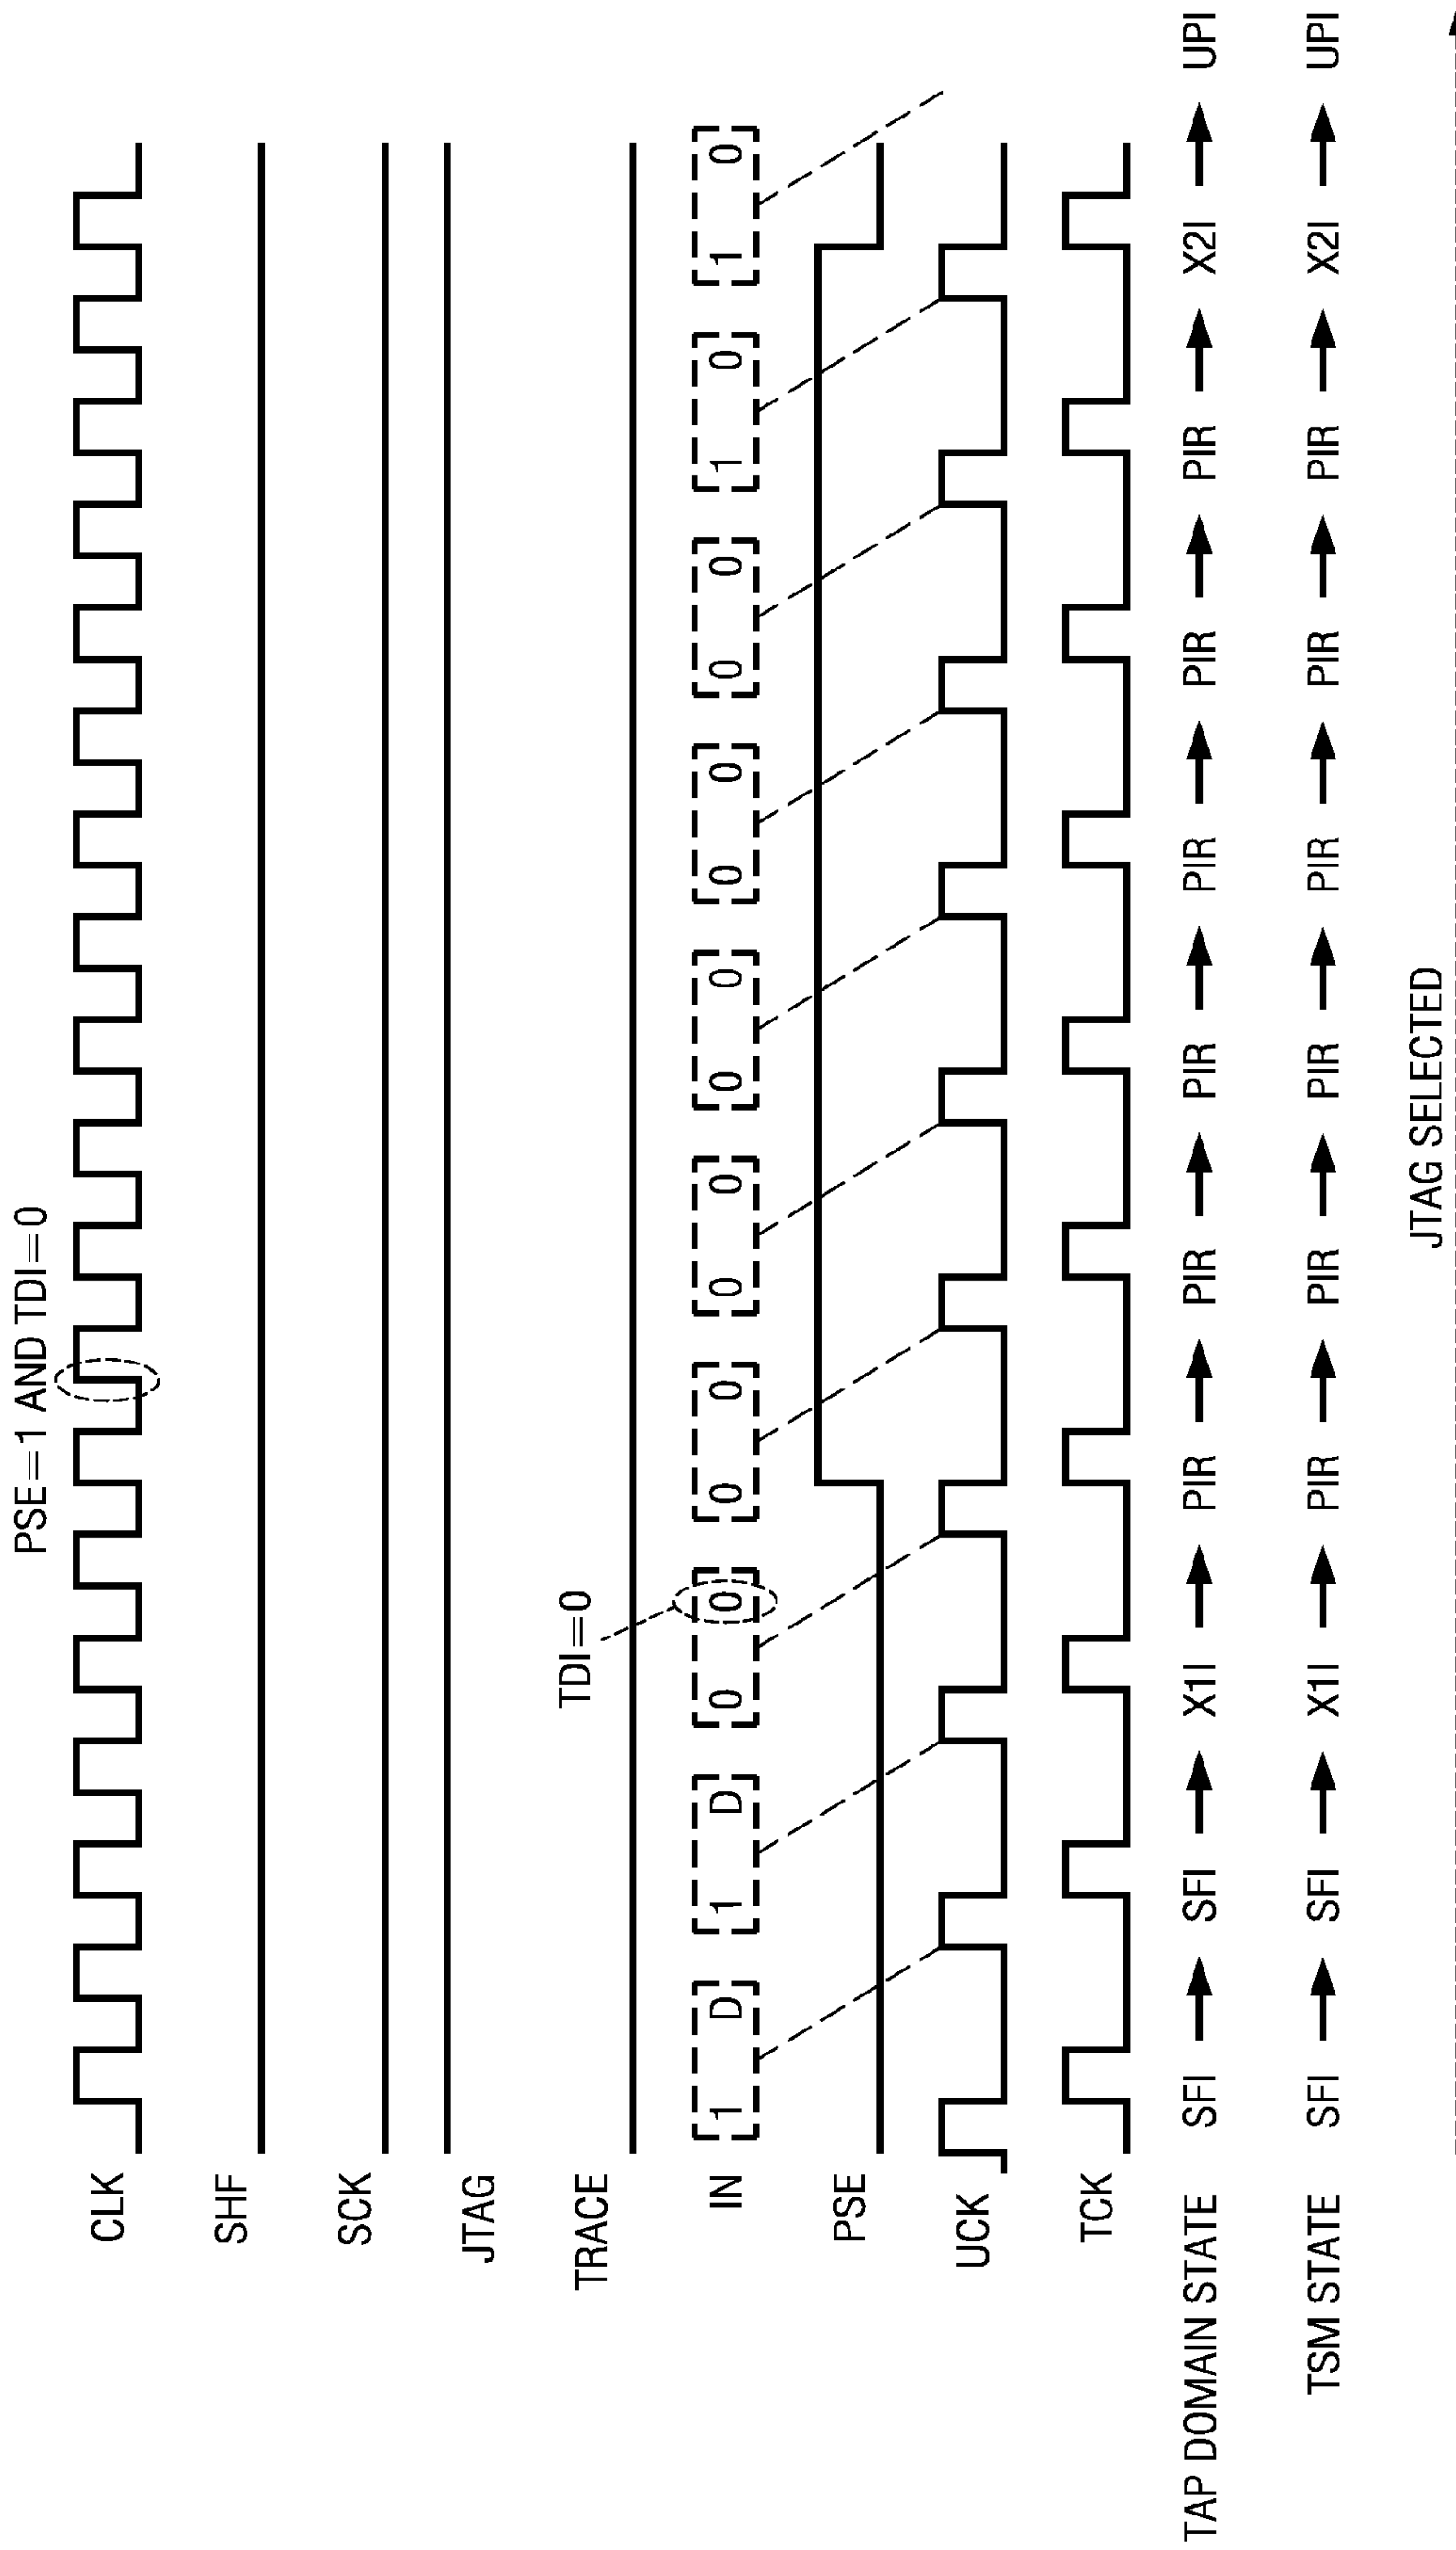 PSE=1 AND TDI=0
CLK
SHF
SCK
JTAG
TRACE
TDI=0
IN 1 D 1 D 0 0 0 0 0 0 0 0 0 0 0 0 1 0 1 0
PSE
UCK
TCK
TAP DOMAIN STATE SFI SFI X1I PIR PIR PIR PIR PIR PIR X2I UPI
TSM STATE SFI SFI X1I PIR PIR PIR PIR PIR PIR X2I UPI
JTAG SELECTED